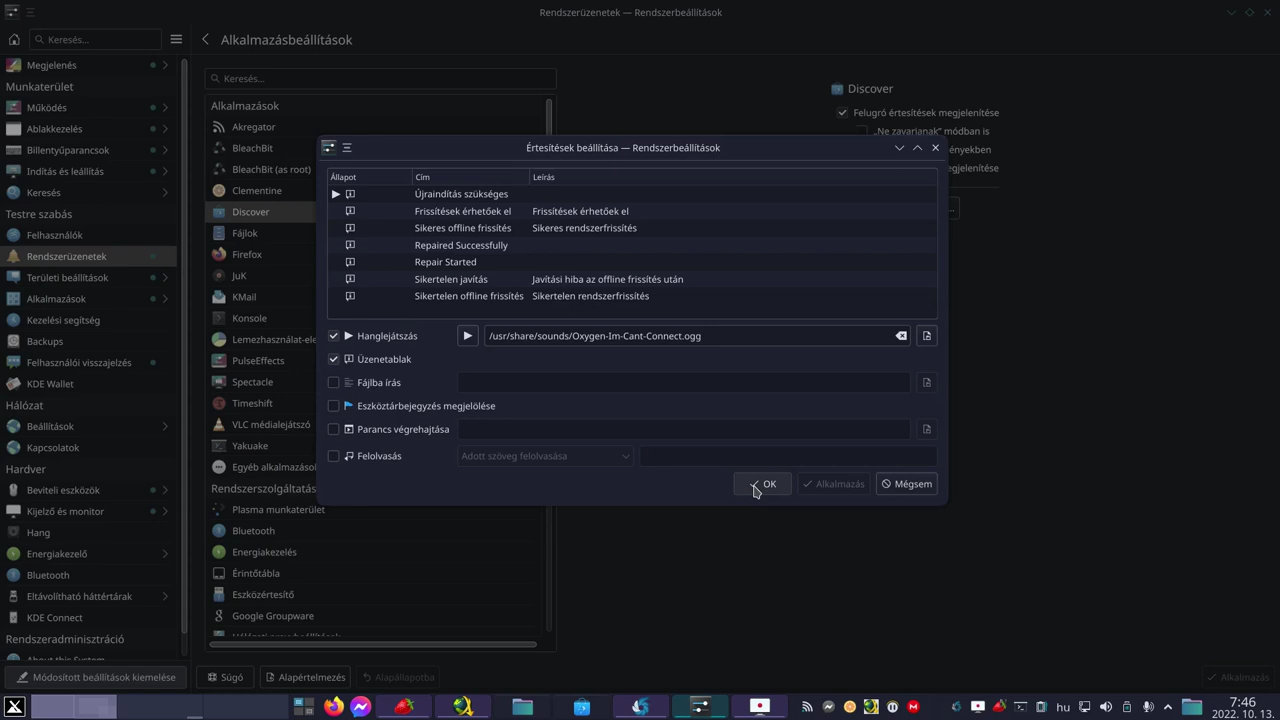 Rendszerüzenetek — Rendszerbeállítások
Keresés…
Alkalmazásbeállítások
Megjelenés
Munkaterület
Működés
Ablakkezelés
Billentyűparancsok
Indítás és leállítás
Keresés
Testre szabás
Felhasználók
Rendszerüzenetek
Területi beállítások
Alkalmazások
Kezelési segítség
Backups
Felhasználói visszajelzés
KDE Wallet
Hálózat
Beállítások
Kapcsolatok
Hardver
Beviteli eszközök
Kijelző és monitor
Hang
Energiakezelő
Bluetooth
Eltávolítható háttértárak
KDE Connect
Rendszeradminisztráció
About this System
Módosított beállítások kiemelése
Keresés…
Alkalmazások
Akregator
BleachBit
BleachBit (as root)
Clementine
Discover
Fájlok
Firefox
JuK
KMail
Konsole
PulseEffects
Spectacle
Timeshift
VLC médialejátszó
Yakuake
Egyéb alkalmazások
Rendszerszolgáltatás
Plasma munkaterület
Bluetooth
Energiakezelés
Érintőtábla
Eszközértesítő
Google Groupware
Súgó
Alapértelmezés
Alapállapotba
Alkalmazás
Discover
Felugró értesítések megjelenítése
„Ne zavarjanak” módban is
Értesítések beállítása — Rendszerbeállítások
Állapot Cím Leírás
Újraindítás szükséges
Frissítések érhetőek el Frissítések érhetőek el
Sikeres offline frissítés Sikeres rendszerfrissítés
Repaired Successfully
Repair Started
Sikertelen javítás Javítási hiba az offline frissítés után
Sikertelen offline frissítés Sikertelen rendszerfrissítés
Hanglejátszás /usr/share/sounds/Oxygen-Im-Cant-Connect.ogg
Üzenetablak
Fájlba írás
Eszköztárbejegyzés megjelölése
Parancs végrehajtása
Felolvasás Adott szöveg felolvasása
OK Alkalmazás Mégsem
hu
7:46
2022. 10. 13.